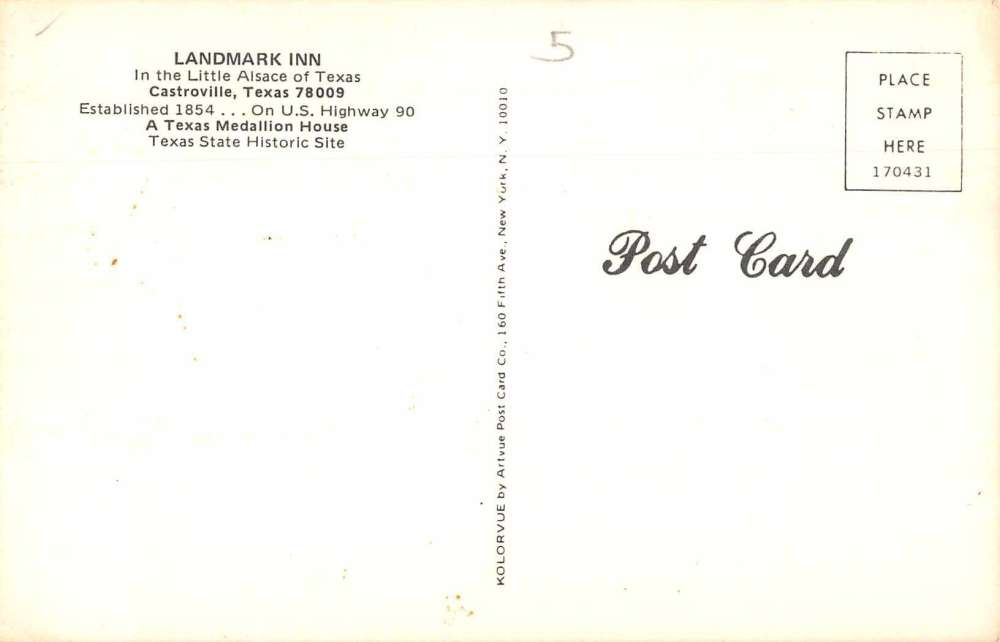 LANDMARK INN
In the Little Alsace of Texas
Castroville, Texas 78009
Established 1854 . . . On U.S. Highway 90
A Texas Medallion House
Texas State Historic Site
5
KOLORVUE by Artvue Post Card Co., 160 Fifth Ave., New York, N. Y. 10010
PLACE
STAMP
HERE
170431
Post Card